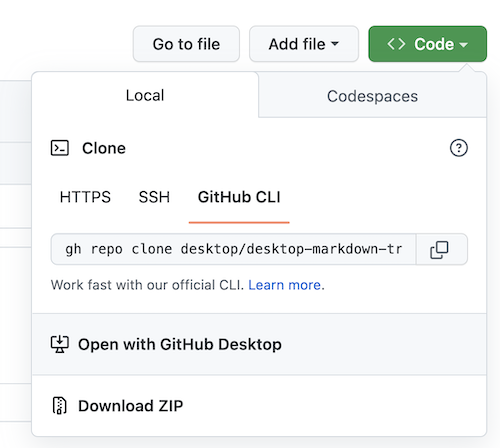 Go to file Add file Code
Local Codespaces
Clone
HTTPS SSH GitHub CLI
gh repo clone desktop/desktop-markdown-tr
Work fast with our official CLI. Learn more.
Open with GitHub Desktop
Download ZIP